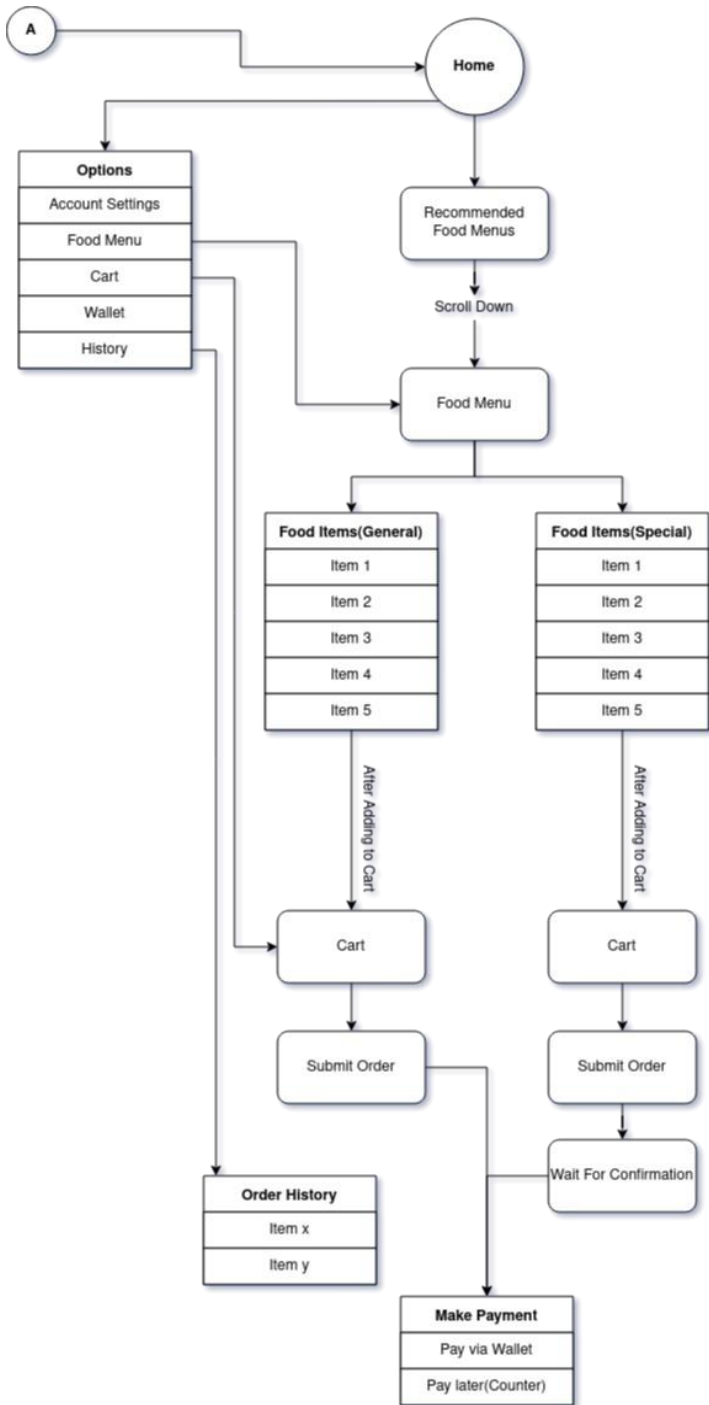 A
Home
Options
Account Settings
Food Menu
Cart
Wallet
History
Recommended
Food Menus
Scroll Down
Food Menu
Food Items(General)
Item 1
Item 2
Item 3
Item 4
Item 5
Food Items(Special)
Item 1
Item 2
Item 3
Item 4
Item 5
After Adding to Cart
After Adding to Cart
Cart
Cart
Submit Order
Submit Order
Wait For Confirmation
Order History
Item x
Item y
Make Payment
Pay via Wallet
Pay later(Counter)